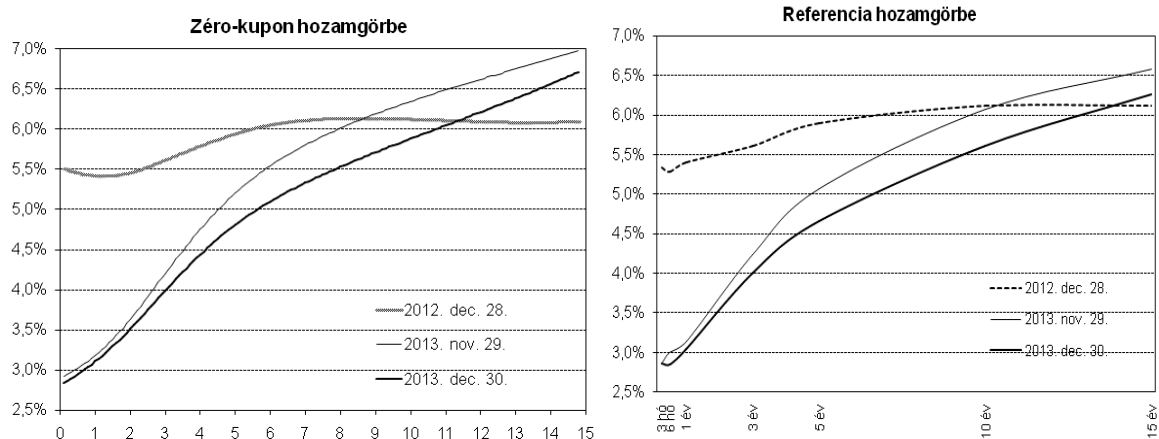 Zéro-kupon hozamgörbe
7,0%
6,5%
6,0%
5,5%
5,0%
4,5%
4,0%
3,5%
3,0%
2,5%
2012. dec. 28.
2013. nov. 29.
2013. dec. 30.
0 1 2 3 4 5 6 7 8 9 10 11 12 13 14 15
Referencia hozamgörbe
7,0%
6,5%
6,0%
5,5%
5,0%
4,5%
4,0%
3,5%
3,0%
2,5%
2012. dec. 28.
2013. nov. 29.
2013. dec. 30.
3 hó
6 hó
1 év
3 év
5 év
10 év
15 év